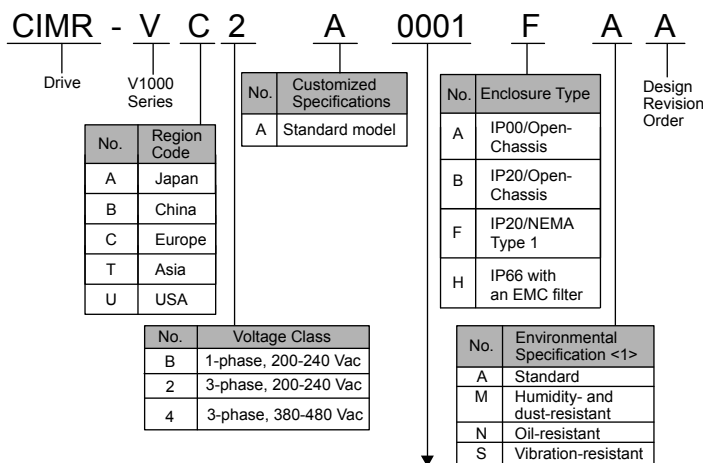 CIMR - V C 2 A 0001 F A A
Drive
V1000
Series
Design
Revision
Order
No. Region
Code
A Japan
B China
C Europe
T Asia
U USA
No. Customized
Specifications
A Standard model
No. Enclosure Type
A IP00/Open-
Chassis
B IP20/Open-
Chassis
F IP20/NEMA
Type 1
H IP66 with
an EMC filter
No. Voltage Class
B 1-phase, 200-240 Vac
2 3-phase, 200-240 Vac
4 3-phase, 380-480 Vac
No. Environmental
Specification <1>
A Standard
M Humidity- and
dust-resistant
N Oil-resistant
S Vibration-resistant